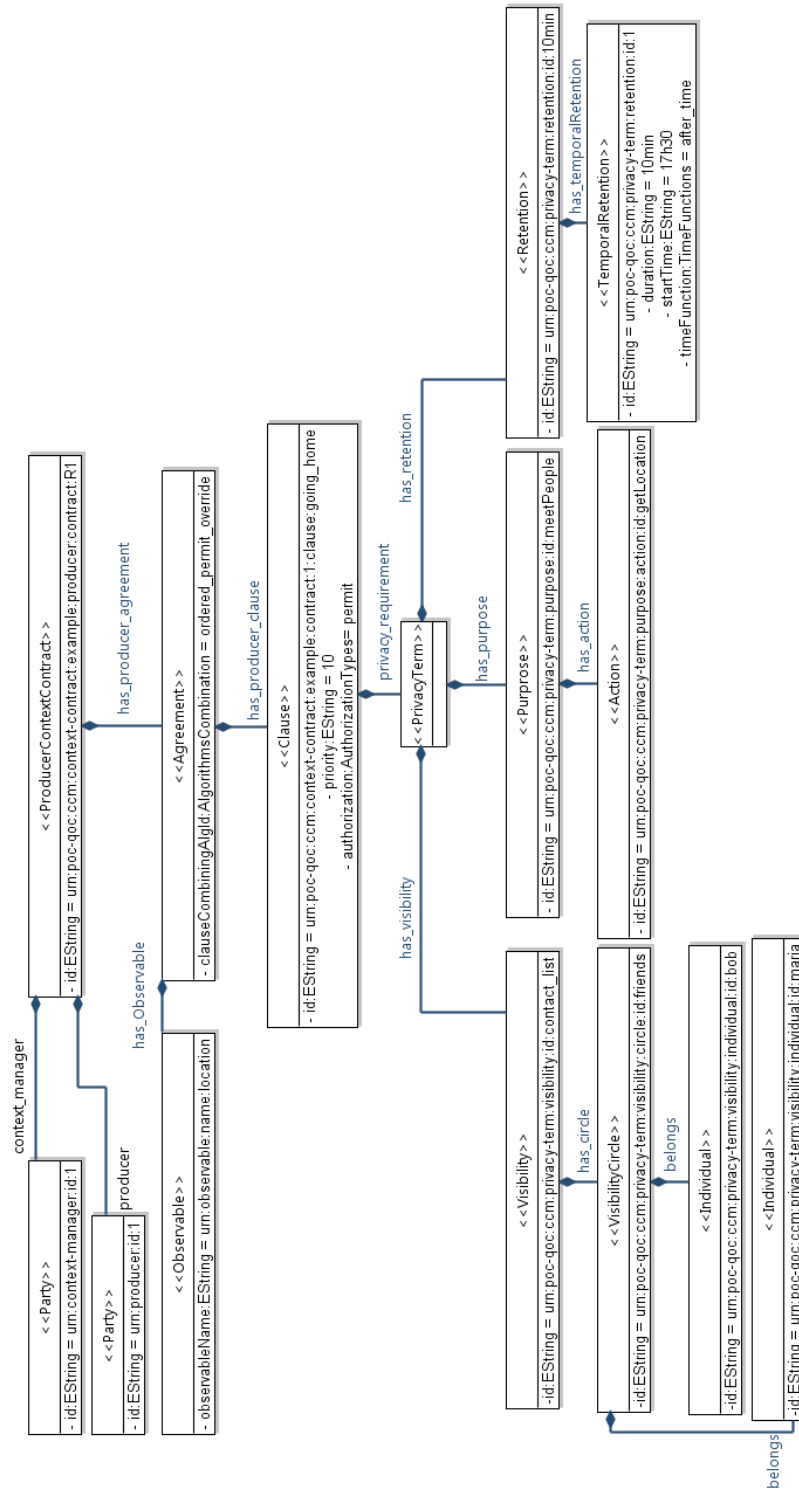 <<Party>>
- id:EString = urn:context-manager:id:1
context_manager
<<Party>>
- id:EString = urn:producer:id:1
producer
<<ProducerContextContract>>
- id:EString = urn:poc-qoc:ccm:context-contract:example:producer:contract:R1
has_producer_agreement
<<Observable>>
- observableName:EString = urn:observable:name:location
has_Observable
<<Agreement>>
- clauseCombiningAlgId:AlgorithmsCombination = ordered_permit_override
has_producer_clause
<<Clause>>
- id:EString = urn:poc-qoc:ccm:context-contract:example:contract:1:clause:going_home
- priority:EString = 10
- authorization:AuthorizationTypes= permit
privacy_requirement
<<PrivacyTerm>>
has_visibility
has_purpose
has_retention
<<Visibility>>
-id:EString = urn:poc-qoc:ccm:privacy-term:visibility:id:contact_list
has_circle
<<VisibilityCircle>>
-id:EString = urn:poc-qoc:ccm:privacy-term:visibility:circle:id:friends
belongs
<<Individual>>
-id:EString = urn:poc-qoc:ccm:privacy-term:visibility:individual:id:bob
<<Individual>>
-id:EString = urn:poc-qoc:ccm:privacy-term:visibility:individual:id:maria
belongs
<<Purprose>>
- id:EString = urn:poc-qoc:ccm:privacy-term:purpose:id:meetPeople
has_action
<<Action>>
- id:EString = urn:poc-qoc:ccm:privacy-term:purpose:action:id:getLocation
<<Retention>>
- id:EString = urn:poc-qoc:ccm:privacy-term:retention:id:10min
has_temporalRetention
<<TemporalRetention>>
- id:EString = urn:poc-qoc:ccm:privacy-term:retention:id:1
- duration:EString = 10min
- startTime:EString = 17h30
- timeFunction:TimeFunctions = after_time